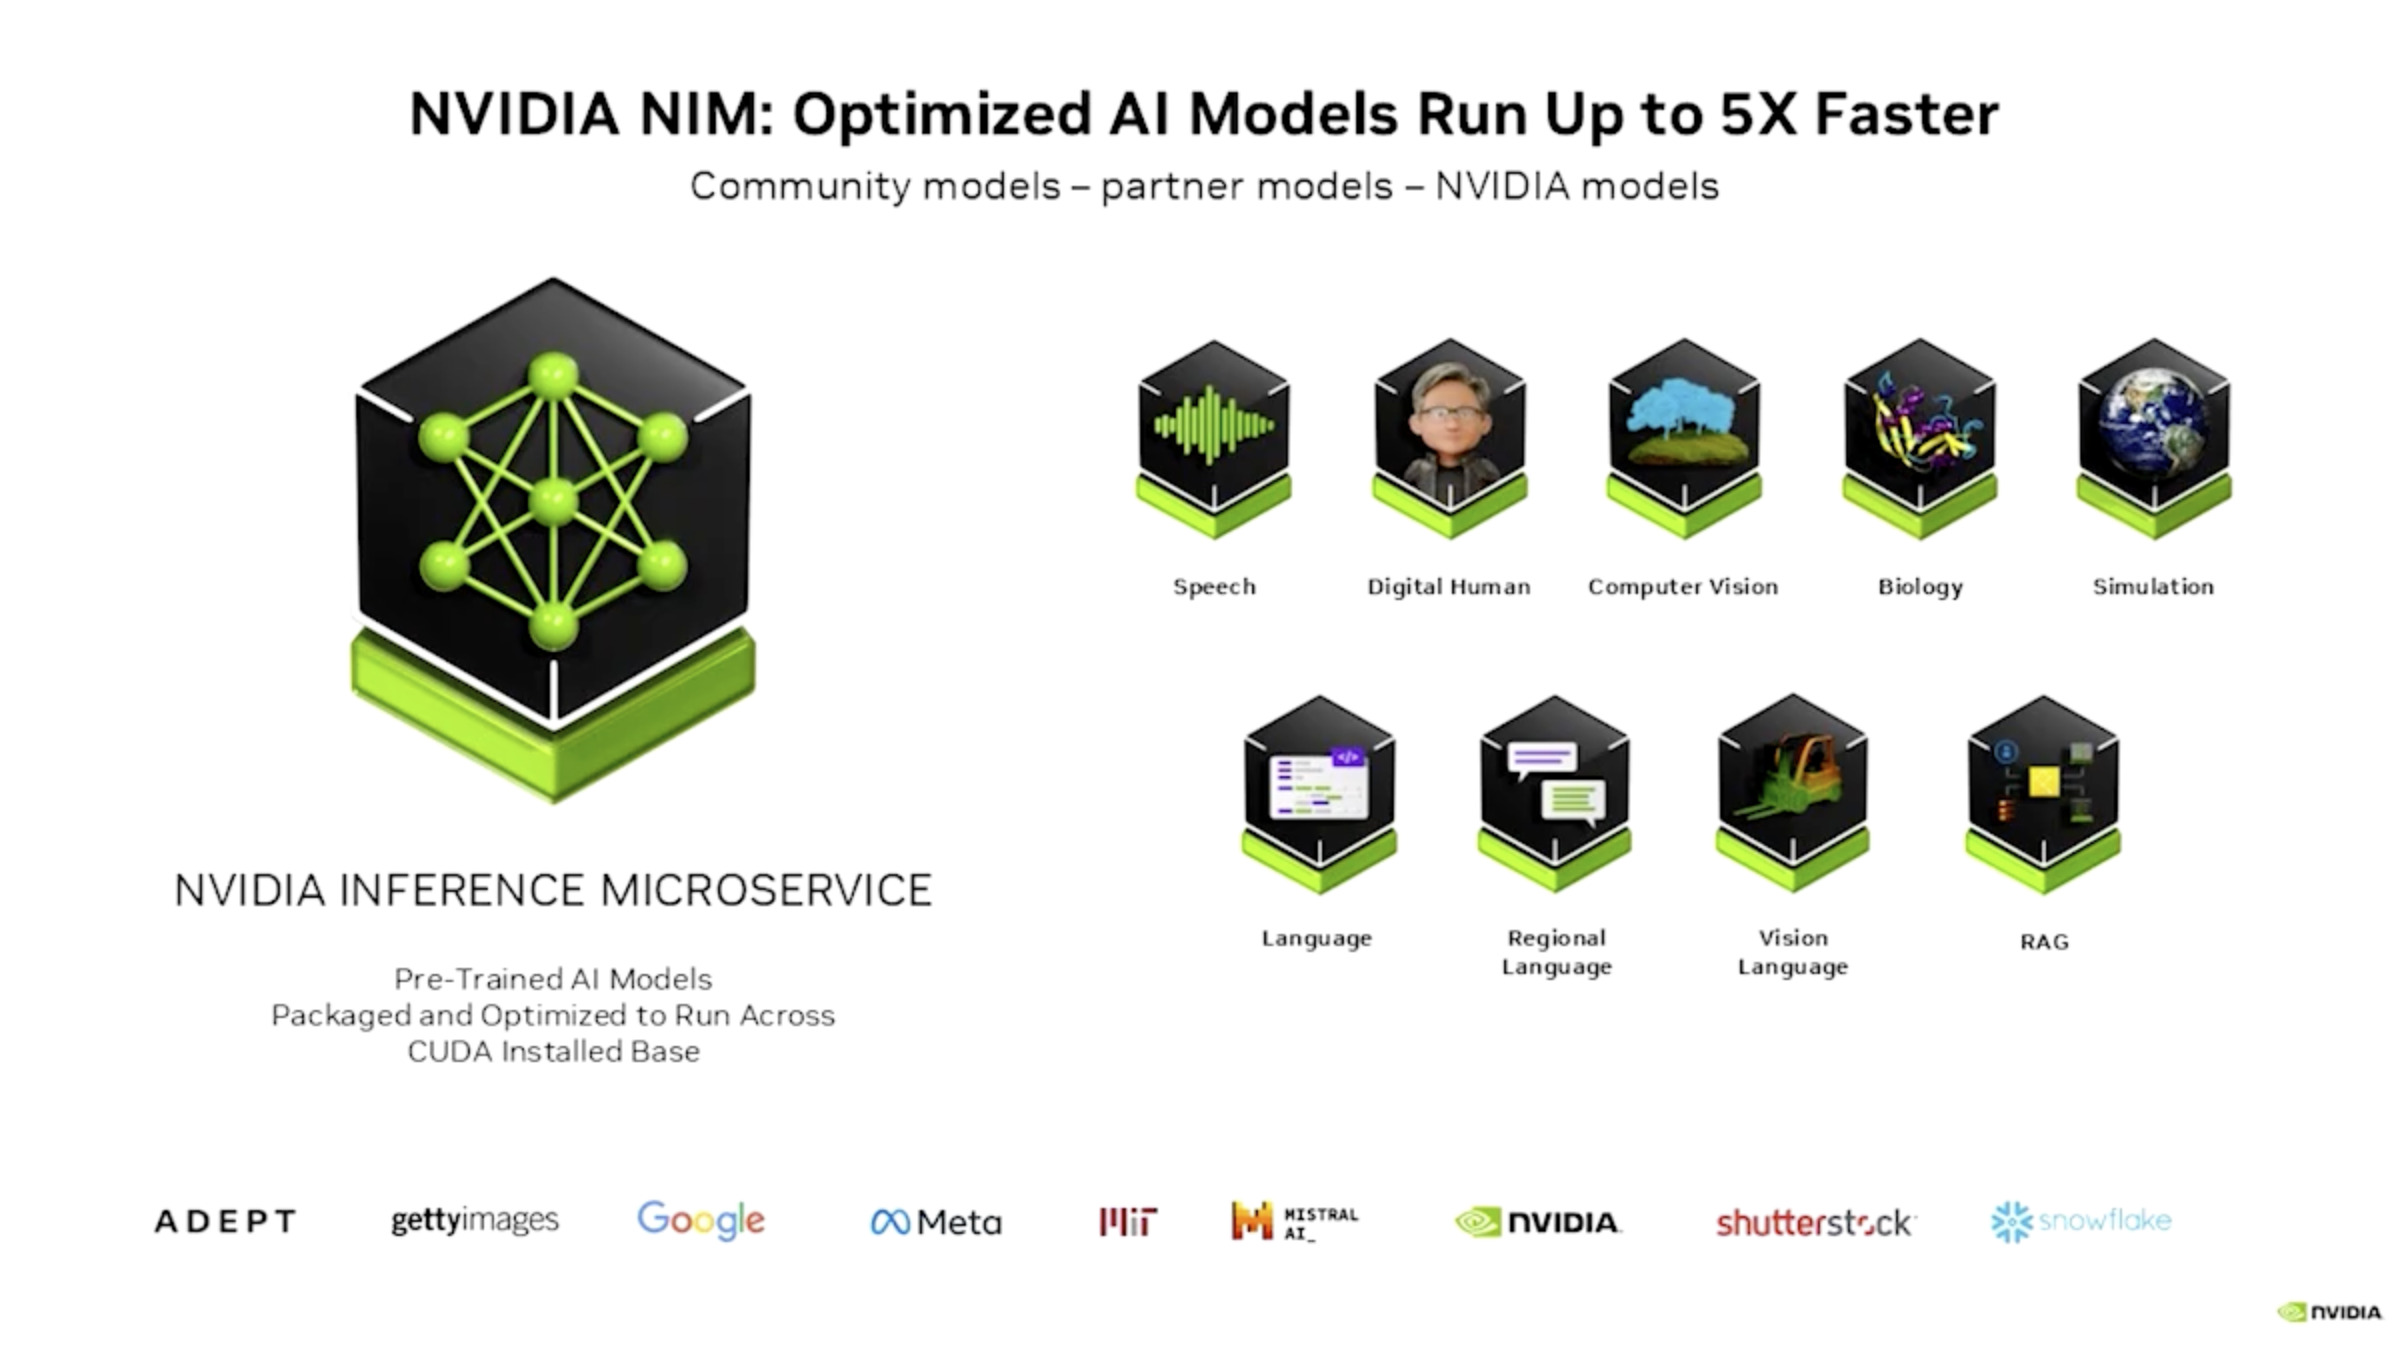 NVIDIA NIM: Optimized AI Models Run Up to 5X Faster
Community models – partner models – NVIDIA models
NVIDIA INFERENCE MICROSERVICE
Pre-Trained AI Models
Packaged and Optimized to Run Across
CUDA Installed Base
Speech
Digital Human
Computer Vision
Biology
Simulation
</>
Language
Regional
Language
Vision
Language
RAG
ADEPT
gettyimages
Google
Meta
MIT
MISTRAL
AI_
NVIDIA
shutterstock
snowflake
NVIDIA